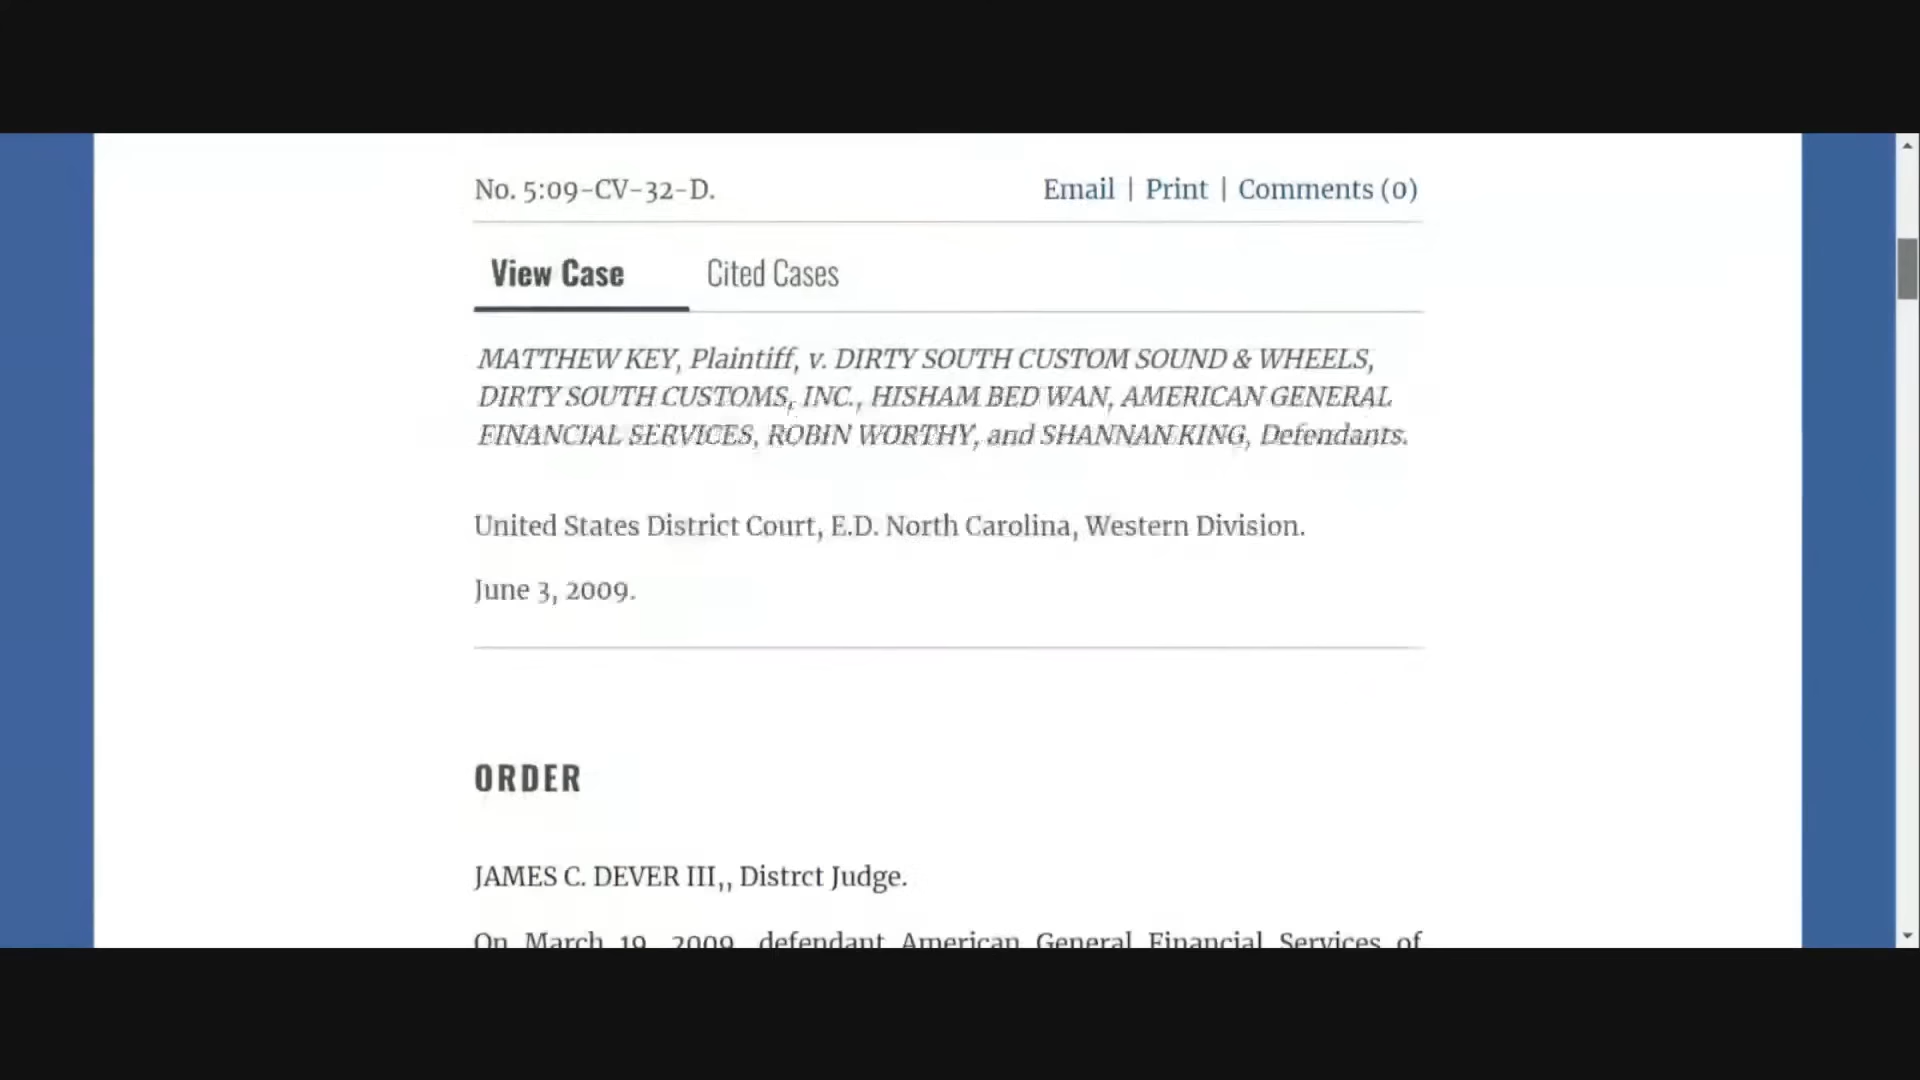 No. 5:09-CV-32-D.
Email | Print | Comments (0)
View Case
Cited Cases
MATTHEW KEY, Plaintiff, v. DIRTY SOUTH CUSTOM SOUND & WHEELS,
DIRTY SOUTH CUSTOMS, INC., HISHAM BED WAN, AMERICAN GENERAL
FINANCIAL SERVICES, ROBIN WORTHY, and SHANNAN KING, Defendants.
United States District Court, E.D. North Carolina, Western Division.
June 3, 2009.
ORDER
JAMES C. DEVER III,, Distrct Judge.
On March 19, 2009, defendant American General Financial Services of